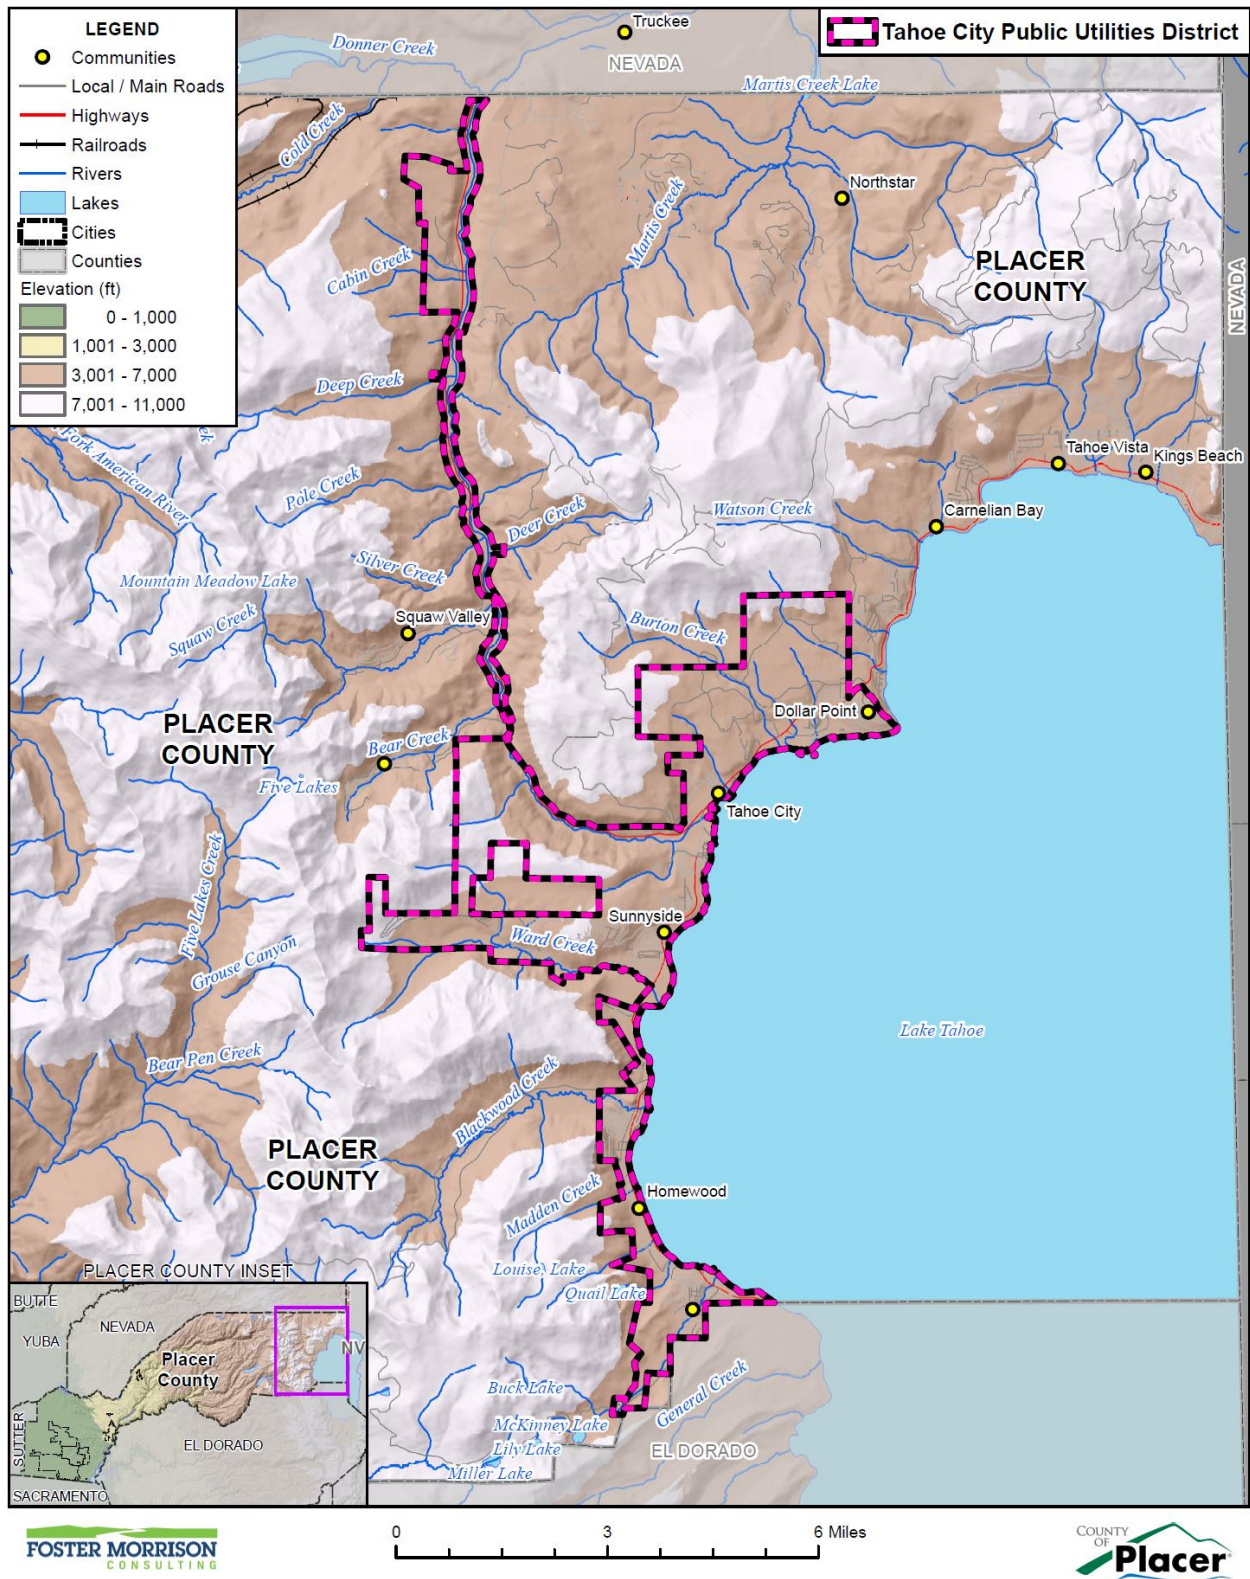 LEGEND
Communities
Local / Main Roads
Highways
Railroads
Rivers
Lakes
Cities
Counties
Elevation (ft)
0 - 1,000
1,001 - 3,000
3,001 - 7,000
7,001 - 11,000
Tahoe City Public Utilities District
Truckee
Donner Creek
NEVADA
Martis Creek Lake
Cold Creek
Northstar
Martis Creek
PLACER
COUNTY
NEVADA
Cabin Creek
Deep Creek
Fork American River
Pole Creek
Tahoe Vista
Kings Beach
Deer Creek
Watson Creek
Carnelian Bay
Silver Creek
Mountain Meadow Lake
Squaw Creek
Squaw Valley
Burton Creek
PLACER
COUNTY
Dollar Point
Bear Creek
Five Lakes
Tahoe City
Five Lakes Creek
Sunnyside
Ward Creek
Grouse Canyon
Lake Tahoe
Bear Pen Creek
Blackwood Creek
PLACER
COUNTY
Homewood
Madden Creek
Louise, Lake
Quail Lake
Buck Lake
General Creek
McKinney Lake
Lily Lake
Miller Lake
EL DORADO
PLACER COUNTY INSET
BUTTE
YUBA
NEVADA
NV
Placer
County
SUTTER
EL DORADO
SACRAMENTO
FOSTER MORRISON
CONSULTING
0 3 6 Miles
COUNTY
OF
Placer